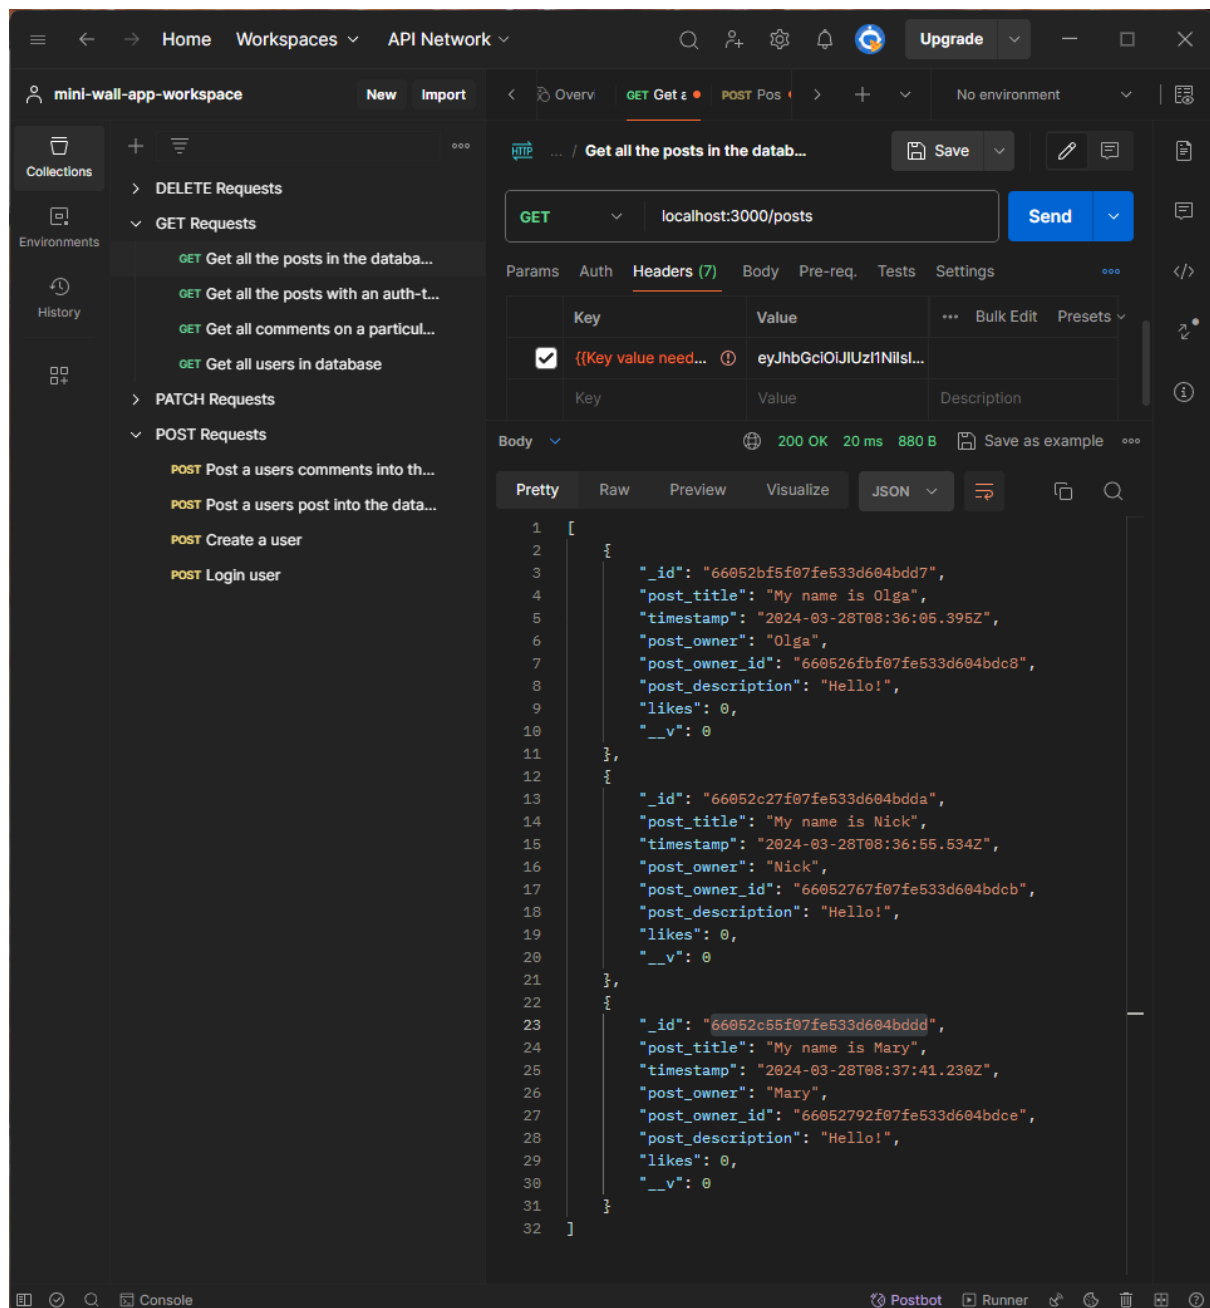 Home Workspaces API Network Upgrade
mini-wall-app-workspace New Import
Overvi GET Get a POST Pos No environment
Collections
Environments
History
DELETE Requests
GET Requests
GET Get all the posts in the databa...
GET Get all the posts with an auth-t...
GET Get all comments on a particul...
GET Get all users in database
PATCH Requests
POST Requests
POST Post a users comments into th...
POST Post a users post into the data...
POST Create a user
POST Login user
HTTP ... / Get all the posts in the datab... Save
GET localhost:3000/posts Send
Params Auth Headers (7) Body Pre-req. Tests Settings
Key Value Bulk Edit Presets
{{Key value need... eyJhbGciOiJIUzI1NiIsI...
Key Value Description
Body 200 OK 20 ms 880 B Save as example
Pretty Raw Preview Visualize JSON
1 [
2 {
3 "_id": "66052bf5f07fe533d604bdd7",
4 "post_title": "My name is Olga",
5 "timestamp": "2024-03-28T08:36:05.395Z",
6 "post_owner": "Olga",
7 "post_owner_id": "660526fbf07fe533d604bdc8",
8 "post_description": "Hello!",
9 "likes": 0,
10 "__v": 0
11 },
12 {
13 "_id": "66052c27f07fe533d604bdda",
14 "post_title": "My name is Nick",
15 "timestamp": "2024-03-28T08:36:55.534Z",
16 "post_owner": "Nick",
17 "post_owner_id": "66052767f07fe533d604bdcb",
18 "post_description": "Hello!",
19 "likes": 0,
20 "__v": 0
21 },
22 {
23 "_id": "66052c55f07fe533d604bddd",
24 "post_title": "My name is Mary",
25 "timestamp": "2024-03-28T08:37:41.230Z",
26 "post_owner": "Mary",
27 "post_owner_id": "66052792f07fe533d604bdce",
28 "post_description": "Hello!",
29 "likes": 0,
30 "__v": 0
31 }
32 ]
Console Postbot Runner